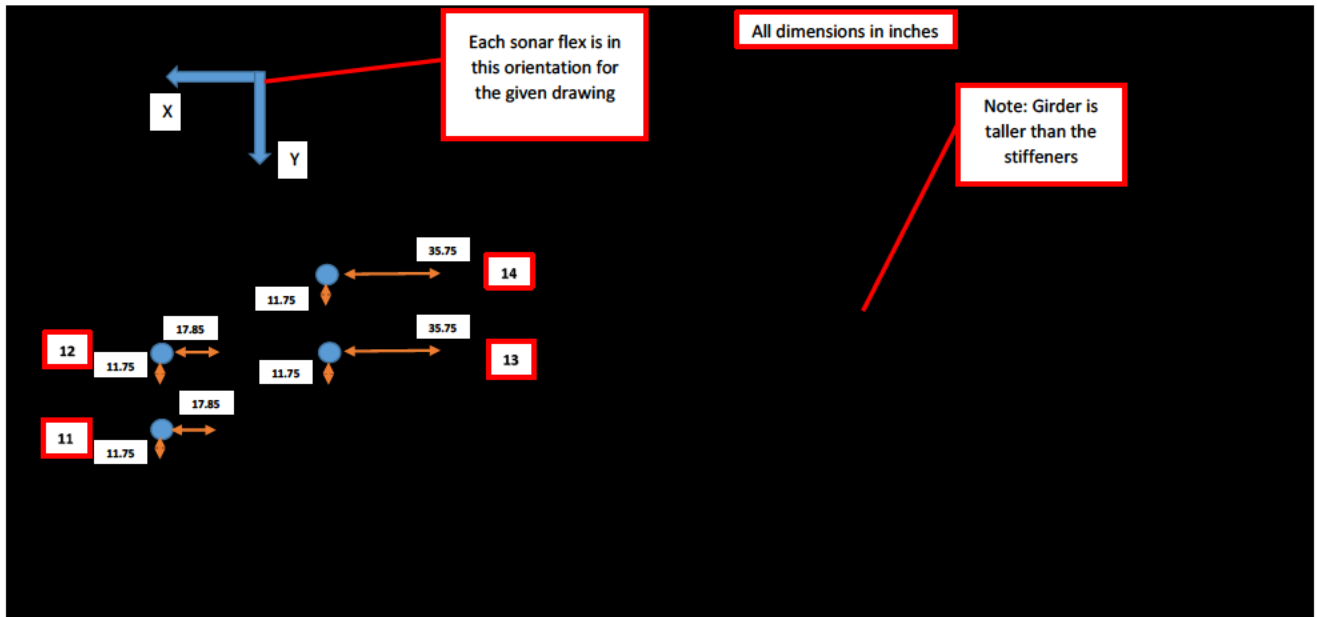 Each sonar flex is in
this orientation for
the given drawing
All dimensions in inches
Note: Girder is
taller than the
stiffeners
X
Y
35.75
14
11.75
17.85
35.75
12
11.75
11.75
13
17.85
11
11.75